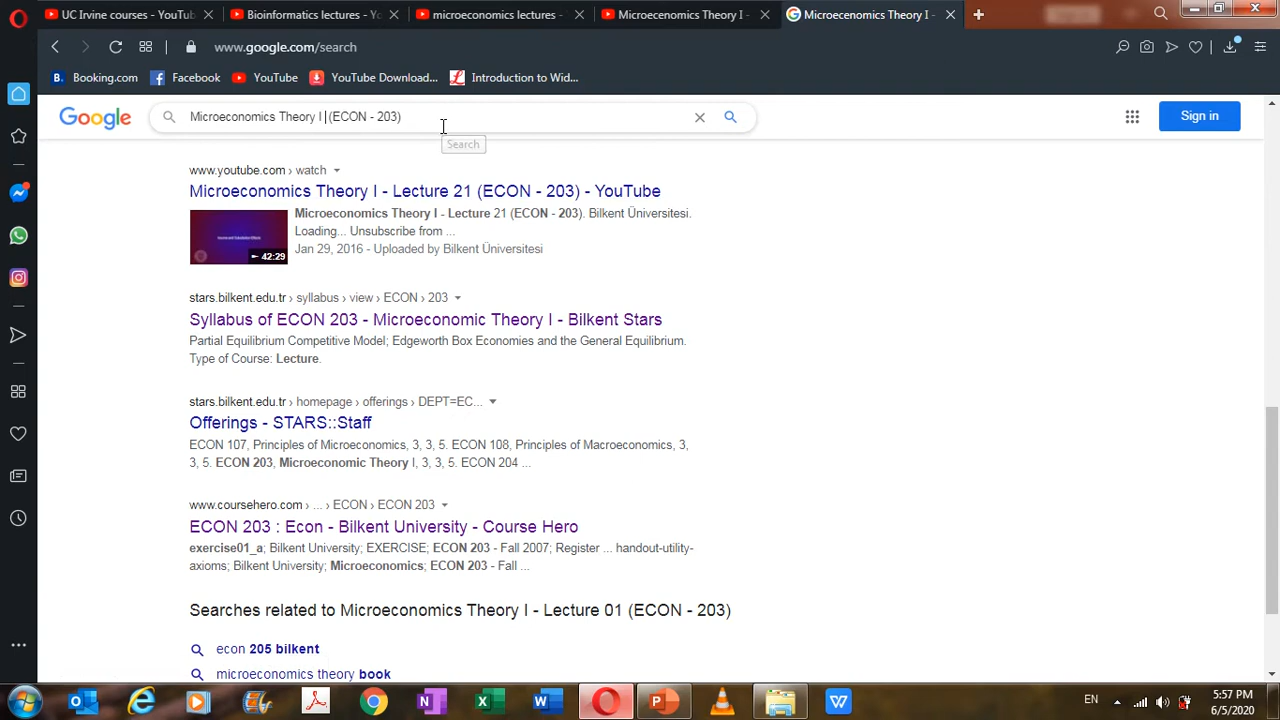 UC Irvine courses - YouTub
Bioinformatics lectures - Yo
microeconomics lectures -
Microecenomics Theory I -
Microecenomics Theory I -
www.google.com/search
Booking.com
Facebook
YouTube
YouTube Download...
Introduction to Wid...
Google
Microeconomics Theory I (ECON - 203)
Sign in
Search
www.youtube.com › watch
Microeconomics Theory I - Lecture 21 (ECON - 203) - YouTube
Microeconomics Theory I - Lecture 21 (ECON - 203). Bilkent Üniversitesi.
Loading... Unsubscribe from ...
Jan 29, 2016 - Uploaded by Bilkent Üniversitesi
42:29
stars.bilkent.edu.tr › syllabus › view › ECON › 203
Syllabus of ECON 203 - Microeconomic Theory I - Bilkent Stars
Partial Equilibrium Competitive Model; Edgeworth Box Economies and the General Equilibrium.
Type of Course: Lecture.
stars.bilkent.edu.tr › homepage › offerings › DEPT=EC...
Offerings - STARS::Staff
ECON 107, Principles of Microeconomics, 3, 3, 5. ECON 108, Principles of Macroeconomics, 3,
3, 5. ECON 203, Microeconomic Theory I, 3, 3, 5. ECON 204 ...
www.coursehero.com › ... › ECON › ECON 203
ECON 203 : Econ - Bilkent University - Course Hero
exercise01_a; Bilkent University; EXERCISE; ECON 203 - Fall 2007; Register ... handout-utility-
axioms; Bilkent University; Microeconomics; ECON 203 - Fall ...
Searches related to Microeconomics Theory I - Lecture 01 (ECON - 203)
econ 205 bilkent
microeconomics theory book
EN
5:57 PM
6/5/2020